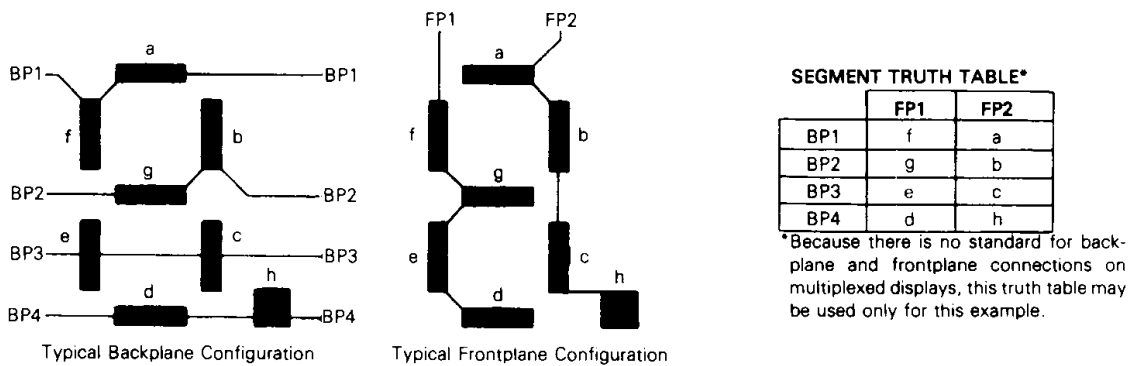 a
BP1 BP1
f b
g
BP2 BP2
e c
BP3 BP3
h
d
BP4 BP4
Typical Backplane Configuration
FP1 FP2
a
f b
g
e c
h
d
Typical Frontplane Configuration
SEGMENT TRUTH TABLE*
FP1 FP2
BP1 f a
BP2 g b
BP3 e c
BP4 d h
*Because there is no standard for back-
plane and frontplane connections on
multiplexed displays, this truth table may
be used only for this example.